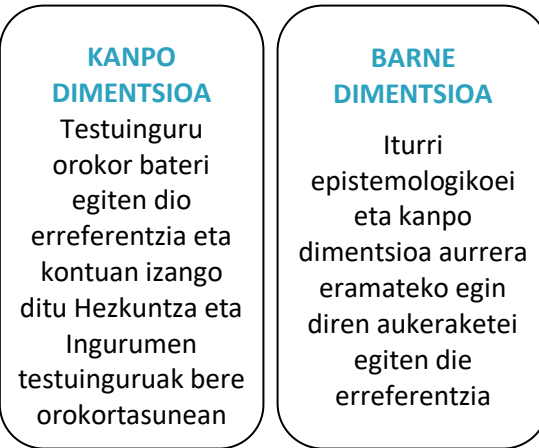 KANPO
DIMENTSIOA
Testuinguru
orokor bateri
egiten dio
erreferentzia eta
kontuan izango
ditu Hezkuntza eta
Ingurumen
testuinguruak bere
orokortasunean
BARNE
DIMENTSIOA
Iturri
epistemologikoei
eta kanpo
dimentsioa aurrera
eramateko egin
diren aukeraketei
egiten die
erreferentzia